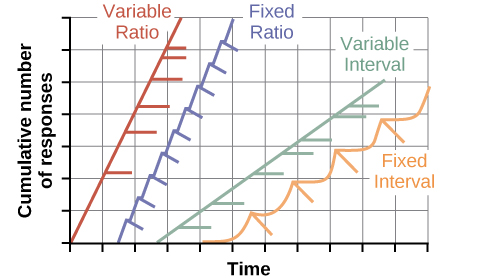 Variable
Ratio
Fixed
Ratio
Variable
Interval
Fixed
Interval
Cumulative number
of responses
Time